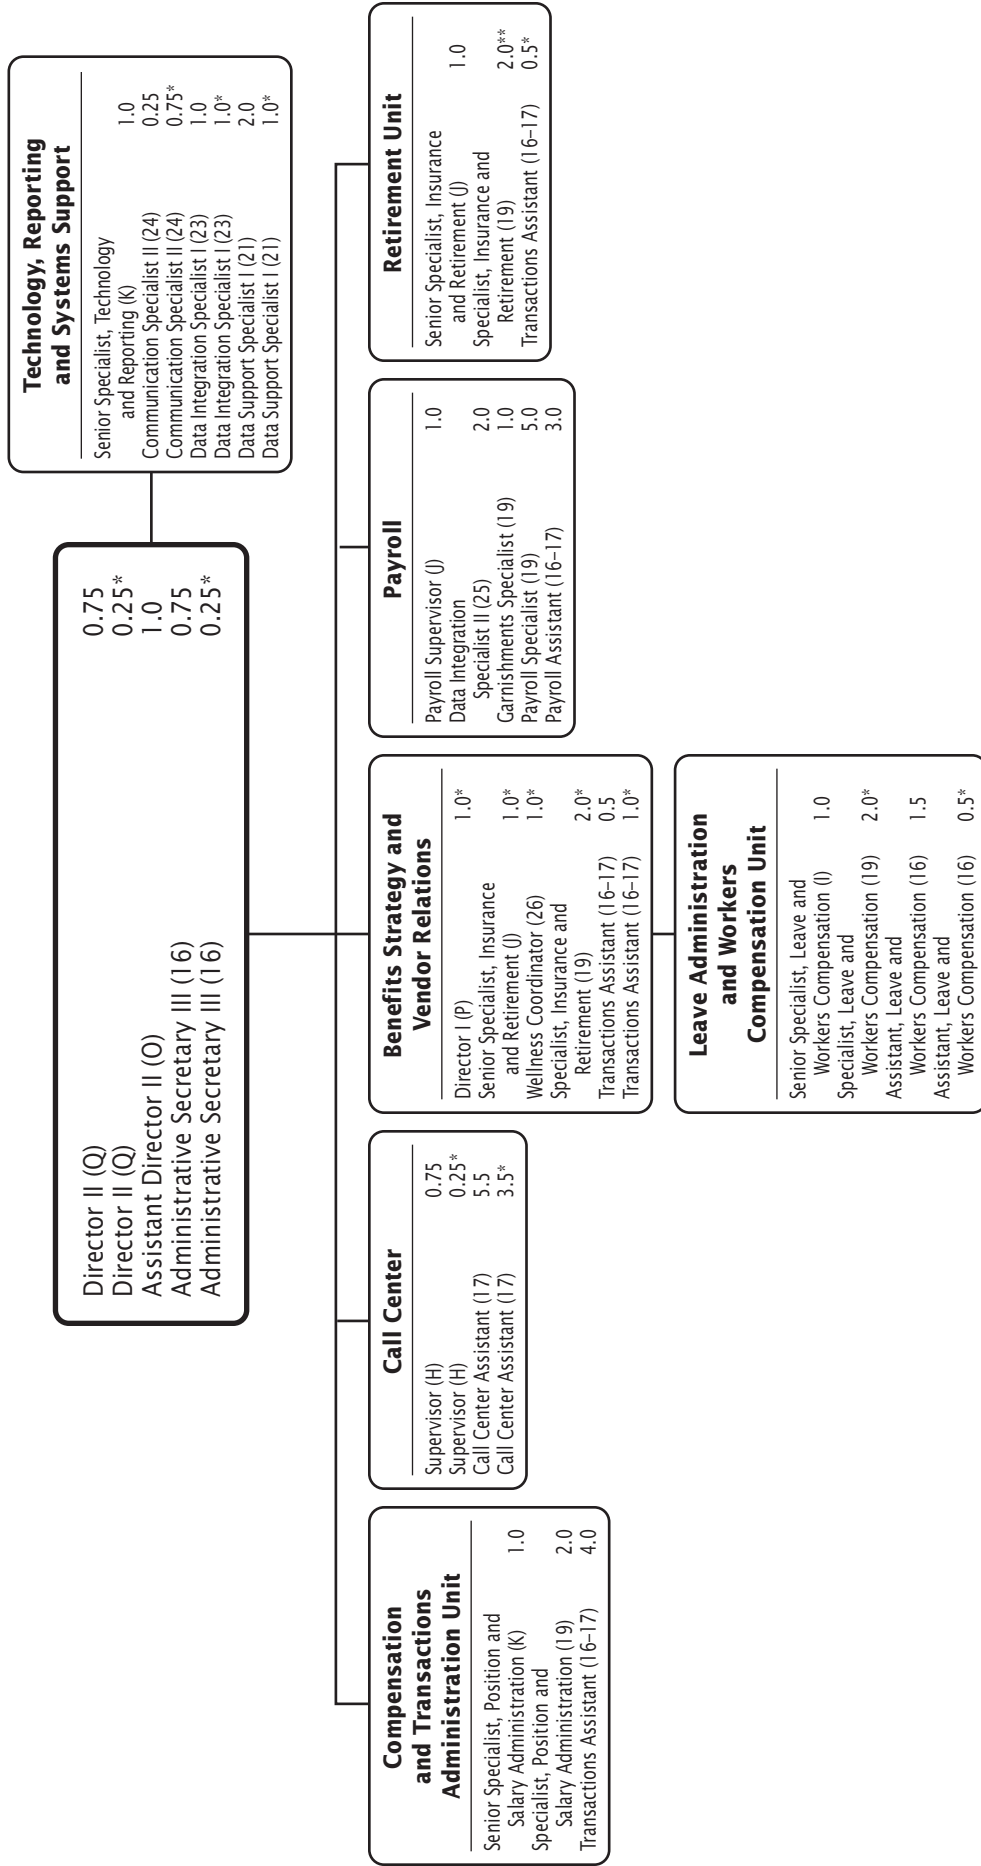 Director II (Q) 0.75
Director II (Q) 0.25*
Assistant Director II (O) 1.0
Administrative Secretary III (16) 0.75
Administrative Secretary III (16) 0.25*
Technology, Reporting
and Systems Support
Senior Specialist, Technology
and Reporting (K) 1.0
Communication Specialist II (24) 0.25
Communication Specialist II (24) 0.75*
Data Integration Specialist I (23) 1.0
Data Integration Specialist I (23) 1.0*
Data Support Specialist I (21) 2.0
Data Support Specialist I (21) 1.0*
Compensation
and Transactions
Administration Unit
Senior Specialist, Position and
Salary Administration (K) 1.0
Specialist, Position and
Salary Administration (19) 2.0
Transactions Assistant (16–17) 4.0
Call Center
Supervisor (H) 0.75
Supervisor (H) 0.25*
Call Center Assistant (17) 5.5
Call Center Assistant (17) 3.5*
Benefits Strategy and
Vendor Relations
Director I (P) 1.0*
Senior Specialist, Insurance
and Retirement (J) 1.0*
Wellness Coordinator (26) 1.0*
Specialist, Insurance and
Retirement (19) 2.0*
Transactions Assistant (16–17) 0.5
Transactions Assistant (16–17) 1.0*
Payroll
Payroll Supervisor (J) 1.0
Data Integration
Specialist II (25) 2.0
Garnishments Specialist (19) 1.0
Payroll Specialist (19) 5.0
Payroll Assistant (16–17) 3.0
Retirement Unit
Senior Specialist, Insurance
and Retirement (J) 1.0
Specialist, Insurance and
Retirement (19) 2.0**
Transactions Assistant (16–17) 0.5*
Leave Administration
and Workers
Compensation Unit
Senior Specialist, Leave and
Workers Compensation (I) 1.0
Specialist, Leave and
Workers Compensation (19) 2.0*
Assistant, Leave and
Workers Compensation (16) 1.5
Assistant, Leave and
Workers Compensation (16) 0.5*